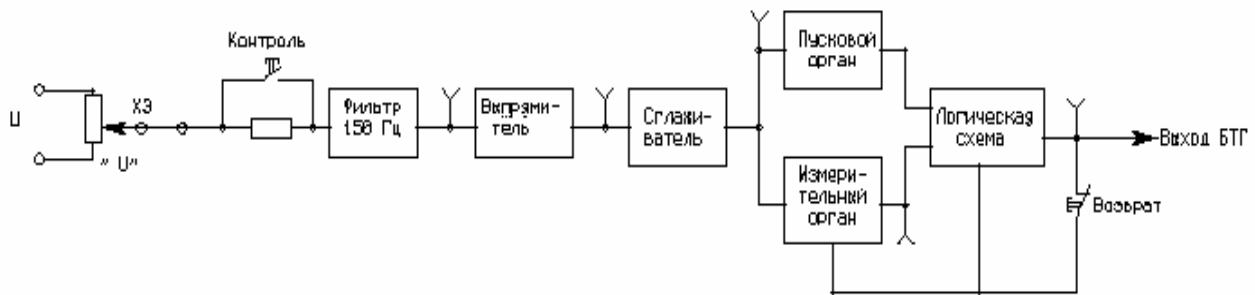 Контроль
U
ХЭ
" U"
Фильтр
150 Гц
Выпрями-
тель
Сглажи-
ватель
Пусковой
орган
Измери-
тельный
орган
Логическая
схема
Выход БТГ
Возврат